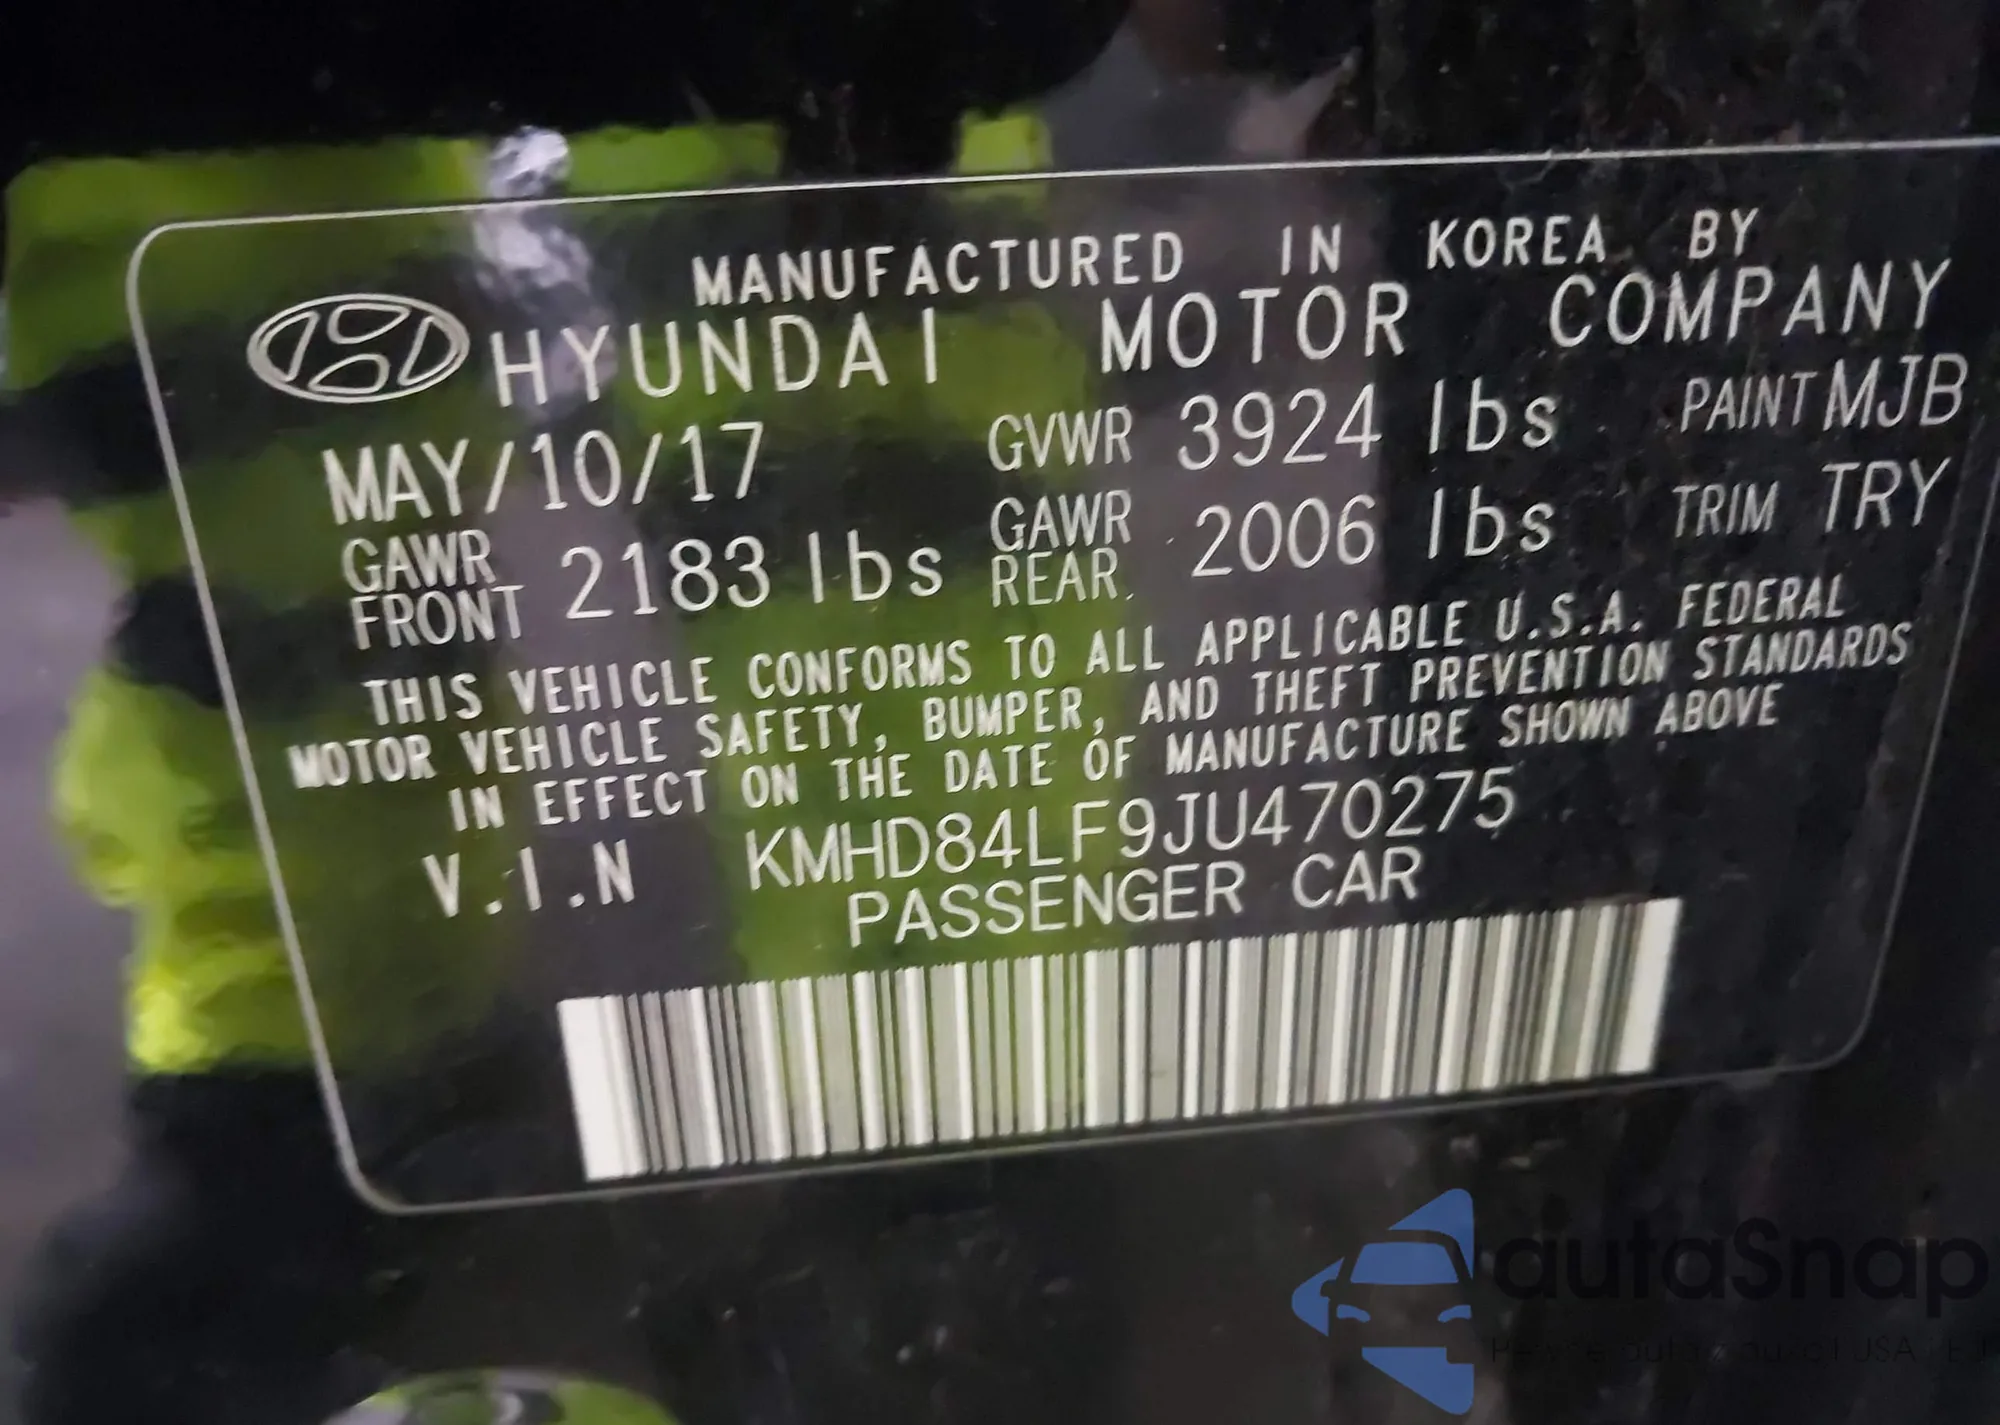 MANUFACTURED IN KOREA BY
HYUNDAI MOTOR COMPANY
MAY/10/17 GVWR 3924 lbs PAINT MJB
GAWR FRONT 2183 lbs GAWR REAR. 2006 lbs TRIM TRY
THIS VEHICLE CONFORMS TO ALL APPLICABLE U.S.A. FEDERAL
MOTOR VEHICLE SAFETY, BUMPER, AND THEFT PREVENTION STANDARDS
IN EFFECT ON THE DATE OF MANUFACTURE SHOWN ABOVE
V.I.N KMHD84LF9JU470275
PASSENGER CAR
autaSnap
USA